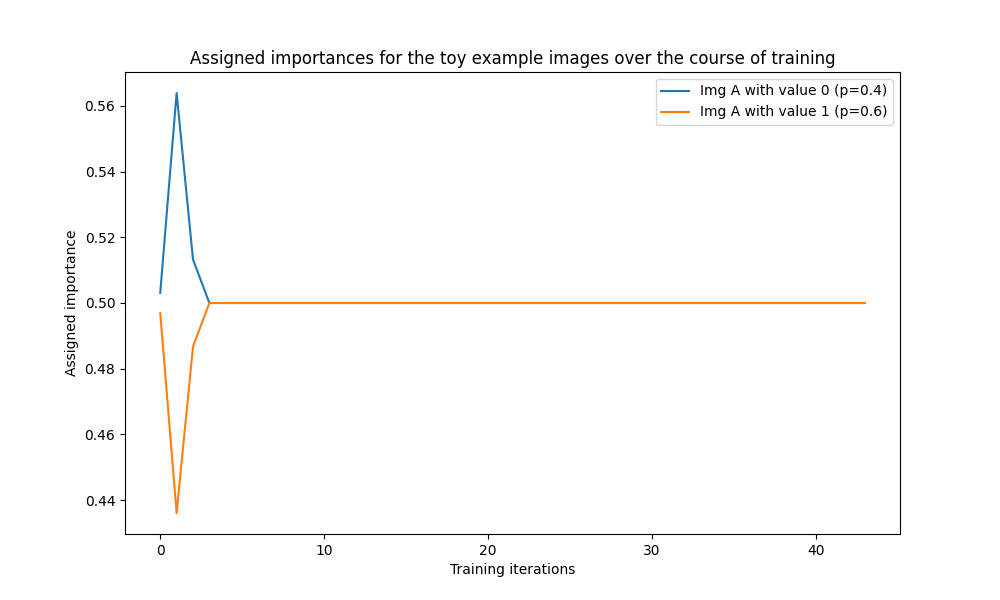 Assigned importances for the toy example images over the course of training
Img A with value 0 (p=0.4)
Img A with value 1 (p=0.6)
Assigned importance
0.56
0.54
0.52
0.50
0.48
0.46
0.44
0
10
20
30
40
Training iterations